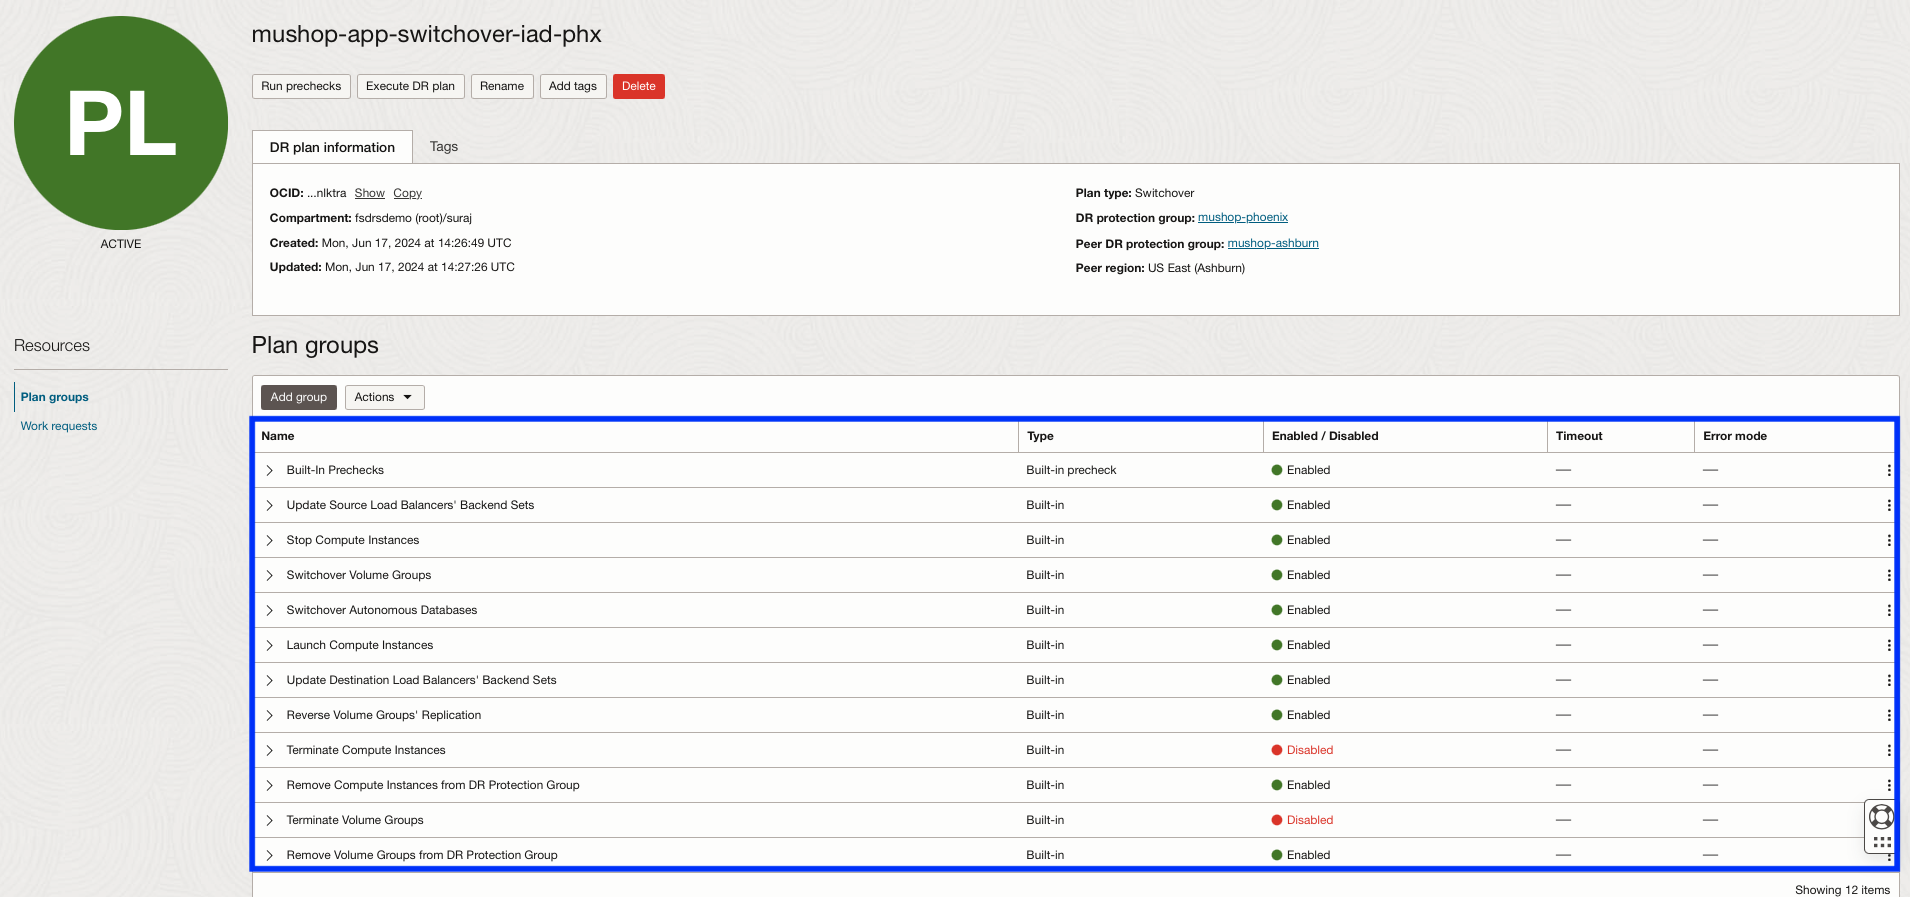 PL
ACTIVE
mushop-app-switchover-iad-phx
Run prechecks Execute DR plan Rename Add tags Delete
DR plan information Tags
OCID: ...nlktra Show Copy
Compartment: fsdrsdemo (root)/suraj
Created: Mon, Jun 17, 2024 at 14:26:49 UTC
Updated: Mon, Jun 17, 2024 at 14:27:26 UTC
Plan type: Switchover
DR protection group: mushop-phoenix
Peer DR protection group: mushop-ashburn
Peer region: US East (Ashburn)
Resources
Plan groups
Work requests
Plan groups
Add group Actions
Name Type Enabled / Disabled Timeout Error mode
Built-In Prechecks Built-in precheck Enabled — —
Update Source Load Balancers' Backend Sets Built-in Enabled — —
Stop Compute Instances Built-in Enabled — —
Switchover Volume Groups Built-in Enabled — —
Switchover Autonomous Databases Built-in Enabled — —
Launch Compute Instances Built-in Enabled — —
Update Destination Load Balancers' Backend Sets Built-in Enabled — —
Reverse Volume Groups' Replication Built-in Enabled — —
Terminate Compute Instances Built-in Disabled — —
Remove Compute Instances from DR Protection Group Built-in Enabled — —
Terminate Volume Groups Built-in Disabled — —
Remove Volume Groups from DR Protection Group Built-in Enabled — —
Showing 12 items